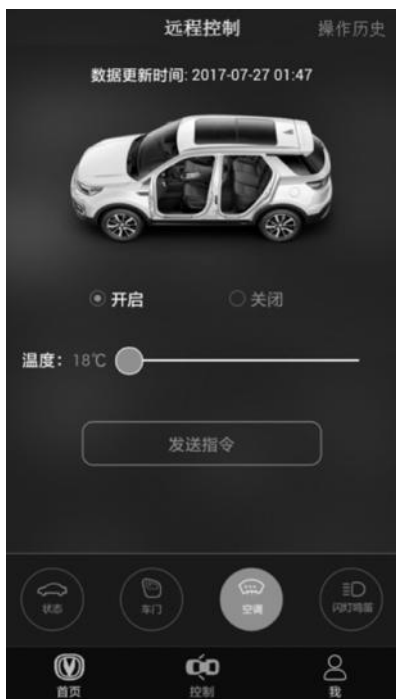 远程控制 操作历史
数据更新时间: 2017-07-27 01:47
开启 关闭
温度: 18℃
发送指令
状态 车门 空调 闪灯鸣笛
首页 控制 我